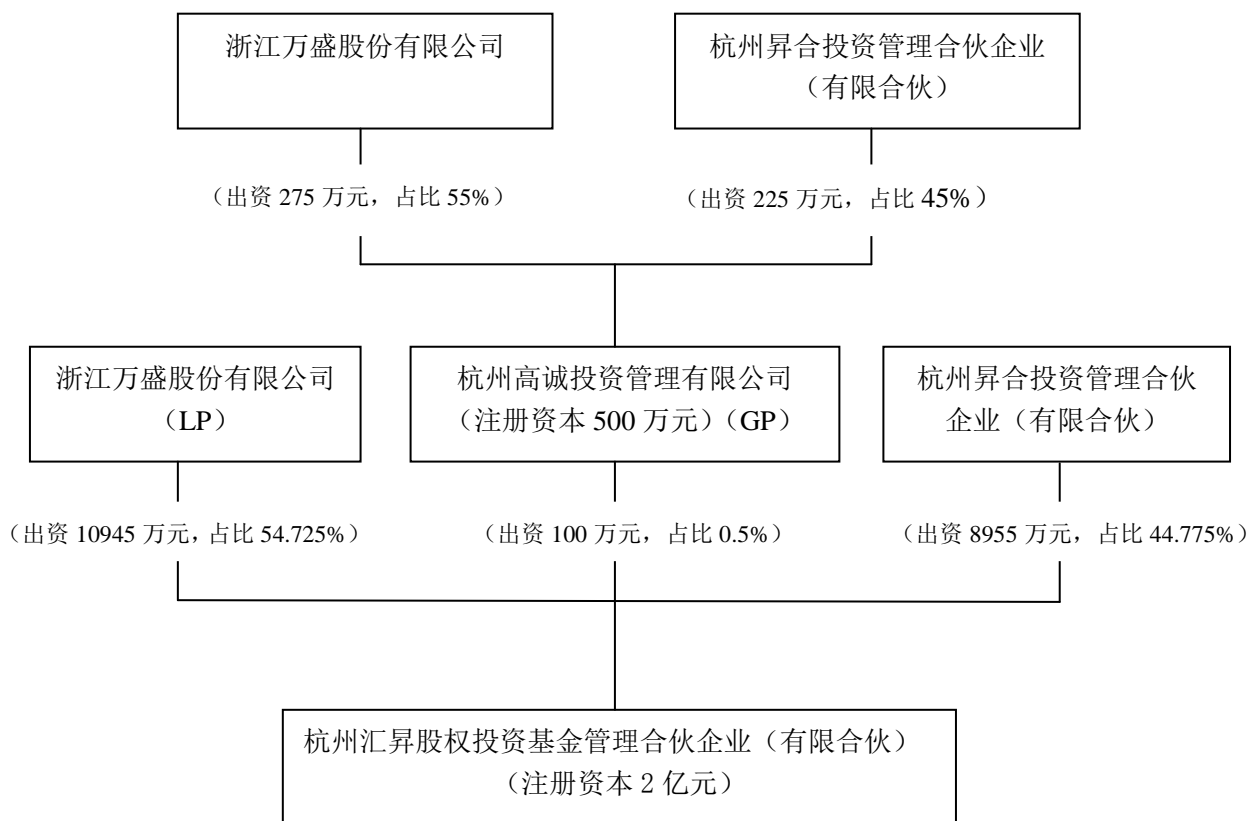 浙江万盛股份有限公司
杭州昇合投资管理合伙企业
（有限合伙）
（出资 275 万元，占比 55%）
（出资 225 万元，占比 45%）
浙江万盛股份有限公司
（LP）
杭州高诚投资管理有限公司
（注册资本 500 万元）（GP）
杭州昇合投资管理合伙
企业（有限合伙）
（出资 10945 万元，占比 54.725%）
（出资 100 万元，占比 0.5%）
（出资 8955 万元，占比 44.775%）
杭州汇昇股权投资基金管理合伙企业（有限合伙）
（注册资本 2 亿元）